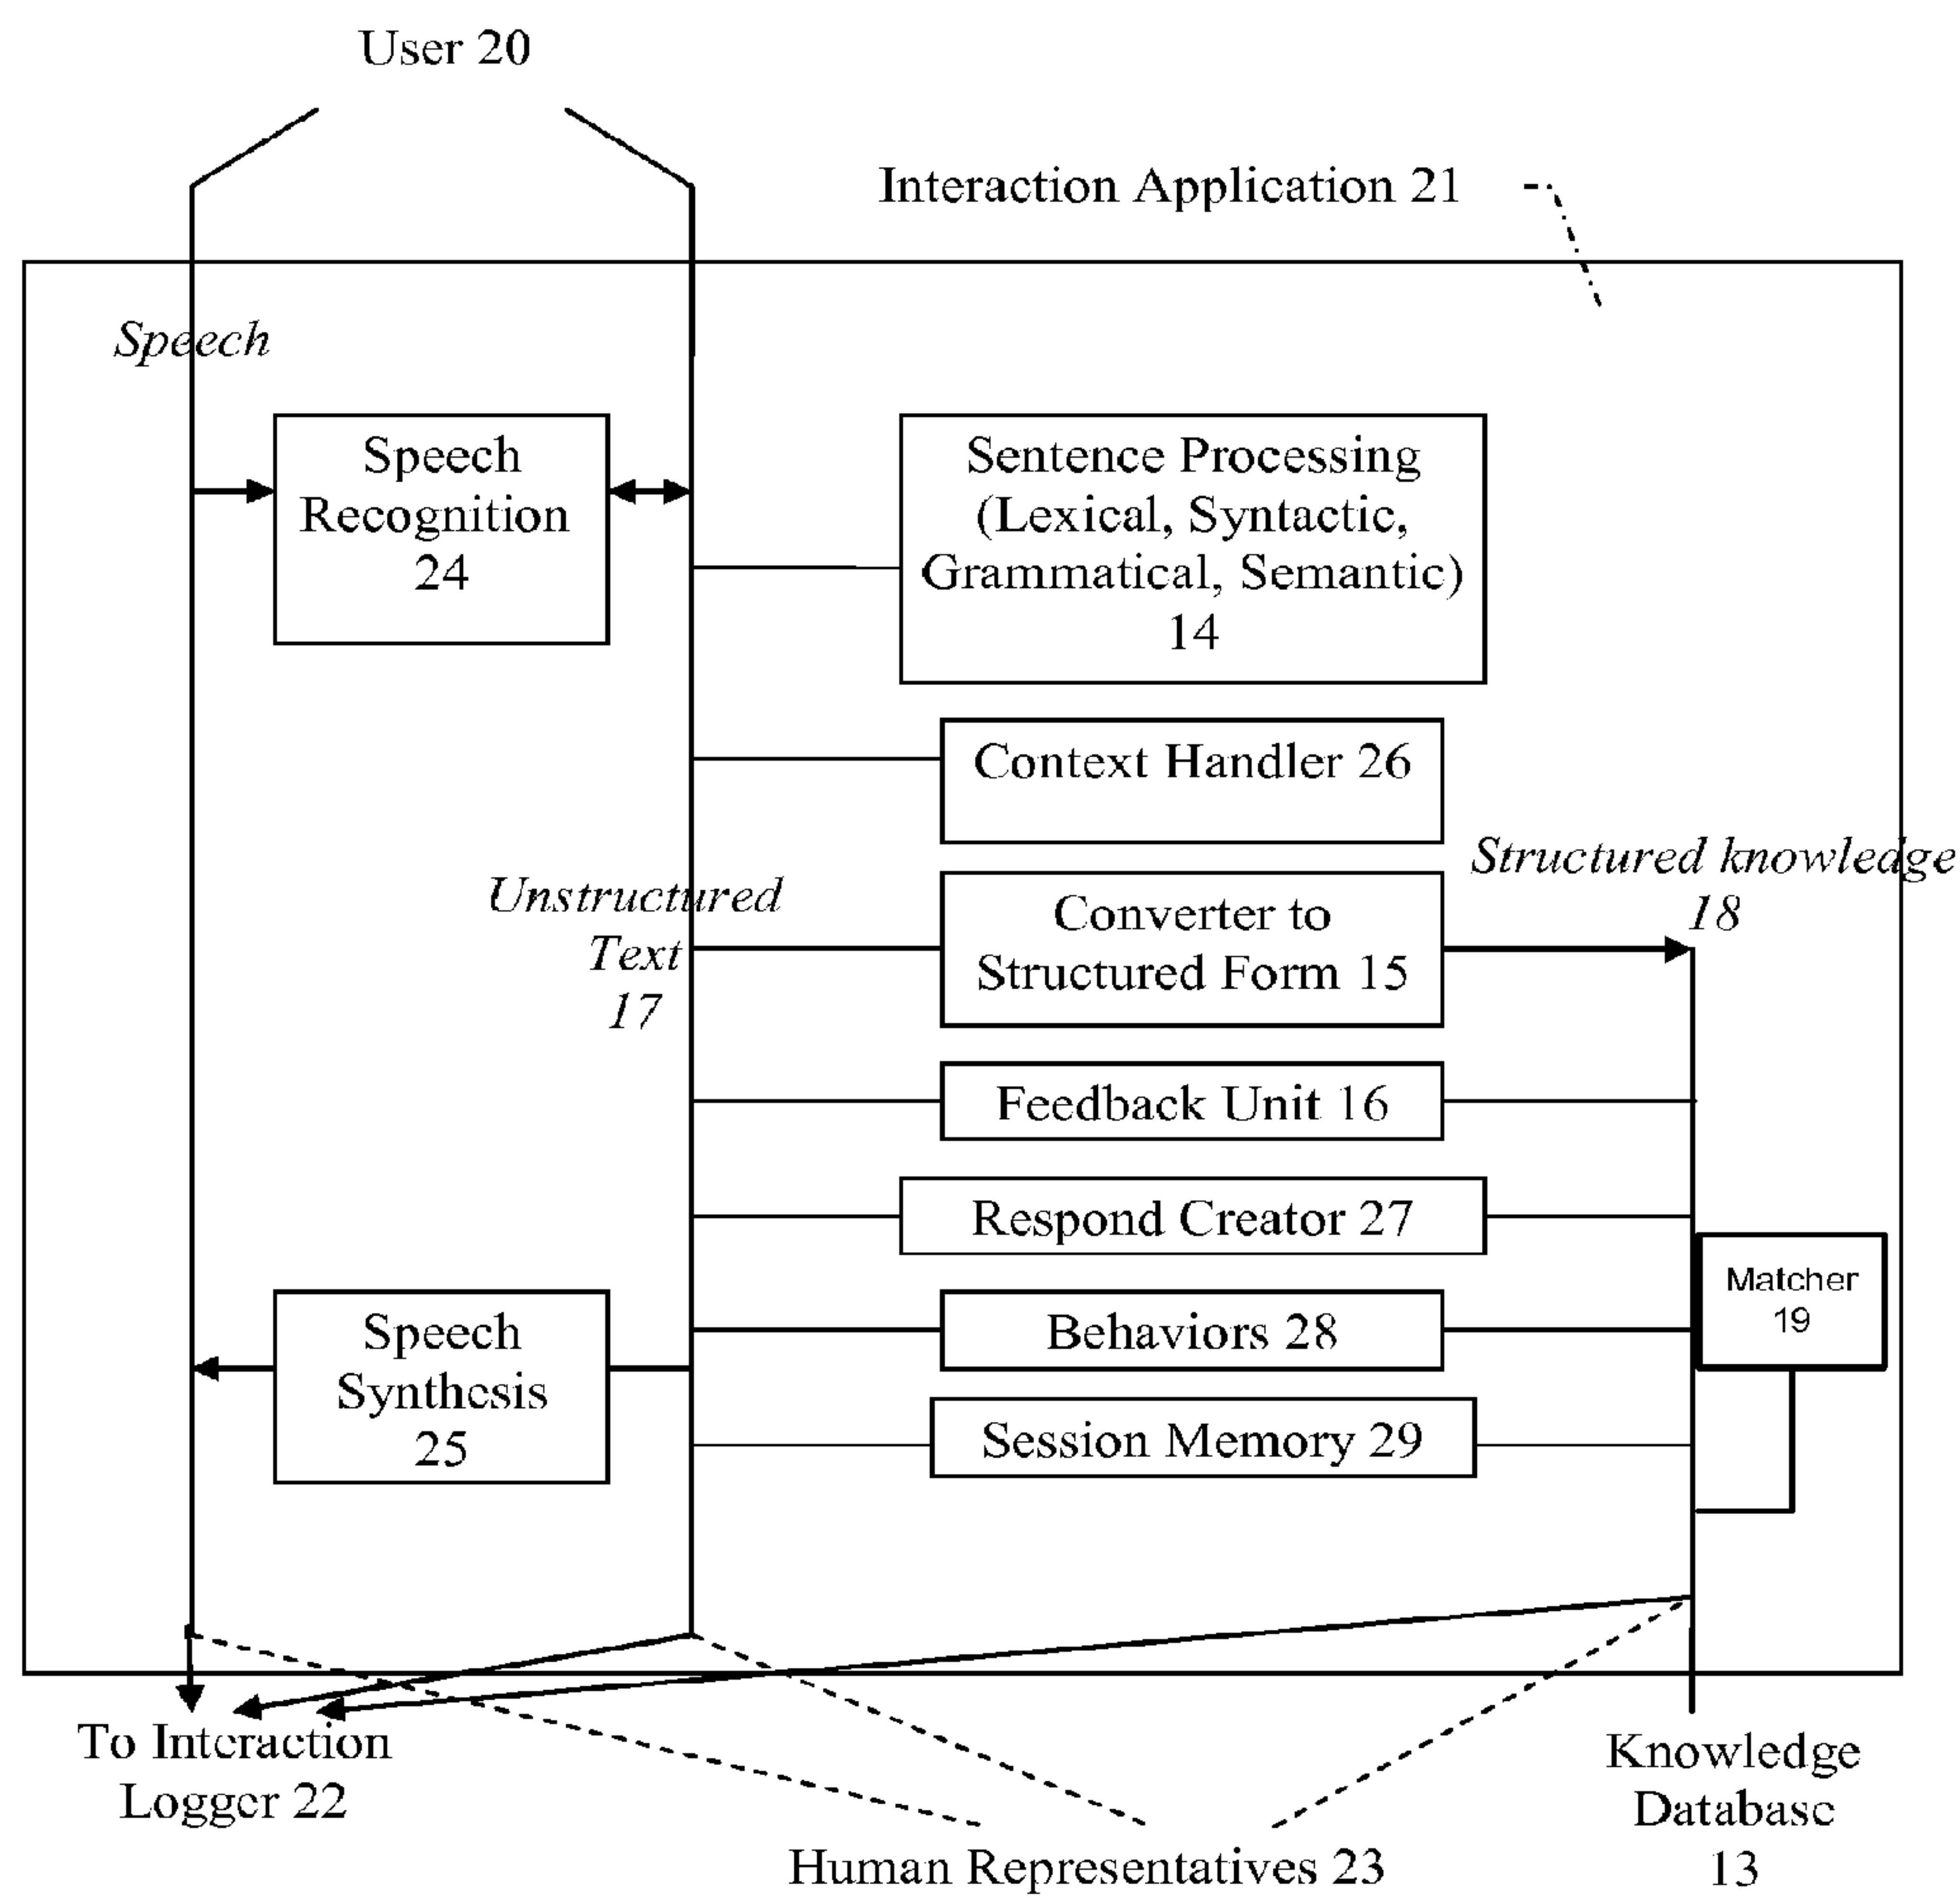 User 20
Interaction Application 21
Speech
Speech
Recognition
24
Sentence Processing
(Lexical, Syntactic,
Grammatical, Semantic)
14
Context Handler 26
Unstructured
Text
17
Structured knowledge
18
Converter to
Structured Form 15
Feedback Unit 16
Respond Creator 27
Matcher
19
Speech
Synthesis
25
Behaviors 28
Session Memory 29
To Interaction
Logger 22
Human Representatives 23
Knowledge
Database
13